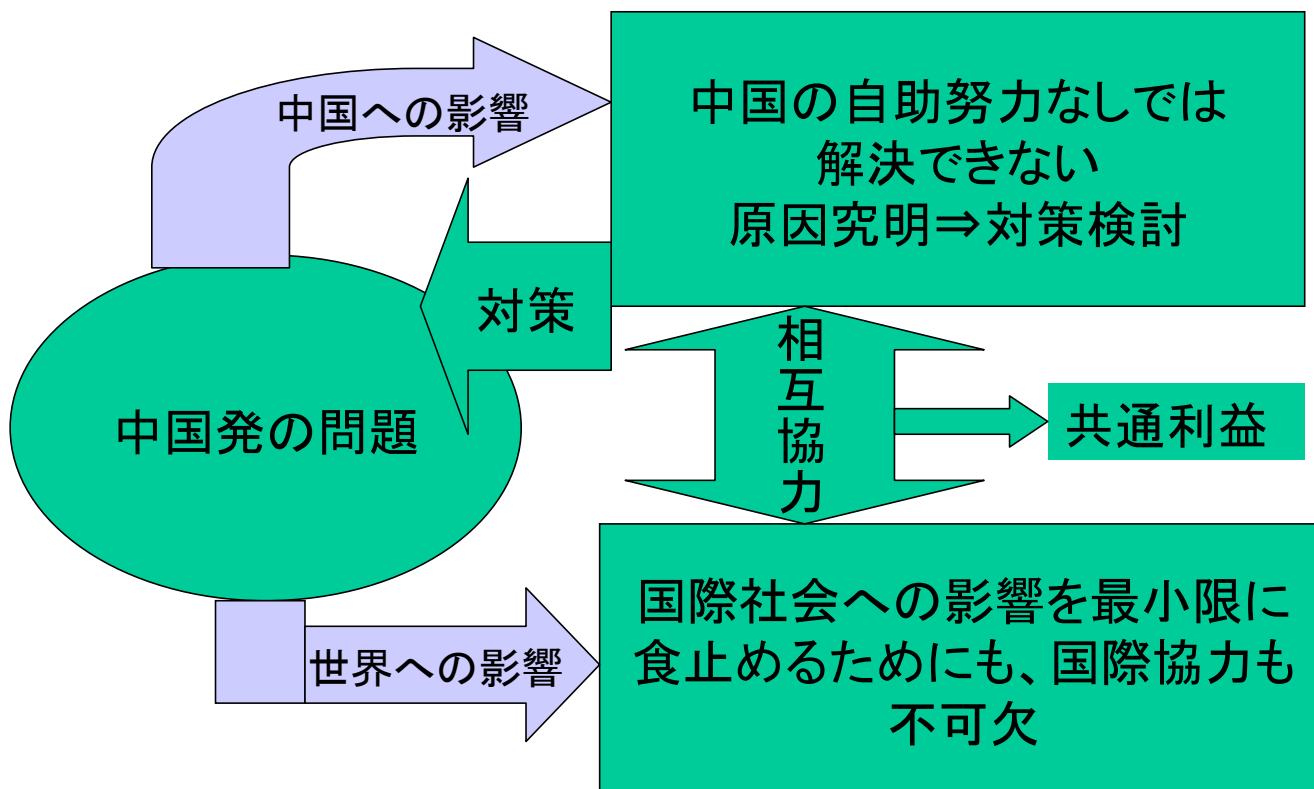 中国への影響
中国の自助努力なしでは
解決できない
原因究明⇒対策検討
対策
中国発の問題
相互協力
共通利益
世界への影響
国際社会への影響を最小限に
食止めるためにも、国際協力も
不可欠